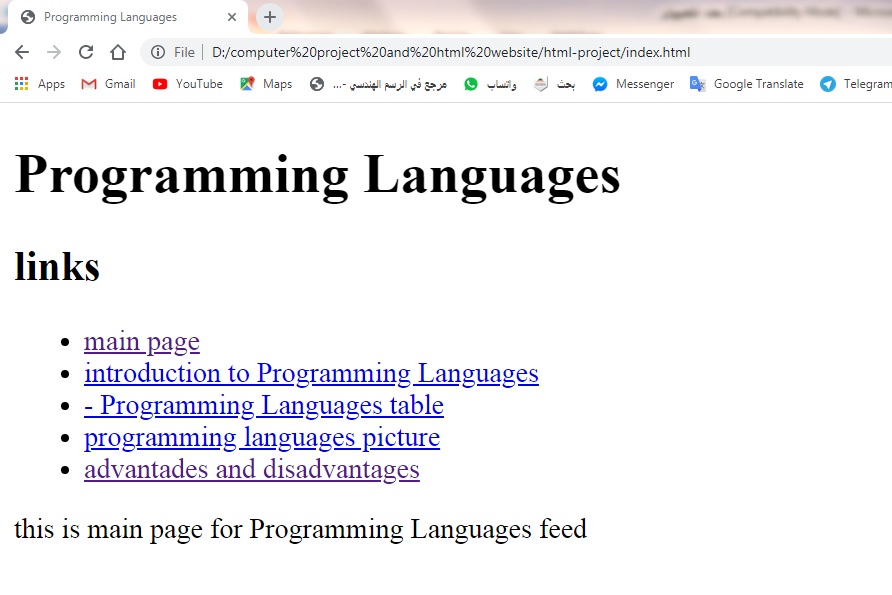 Programming Languages
File
D:/computer%20project%20and%20html%20website/html-project/index.html
Apps
Gmail
YouTube
Maps
مرجع في الرسم الهندسي -...
واتساب
بحث
Messenger
Google Translate
Telegram
Programming Languages
links
main page
introduction to Programming Languages
- Programming Languages table
programming languages picture
advantades and disadvantages
this is main page for Programming Languages feed